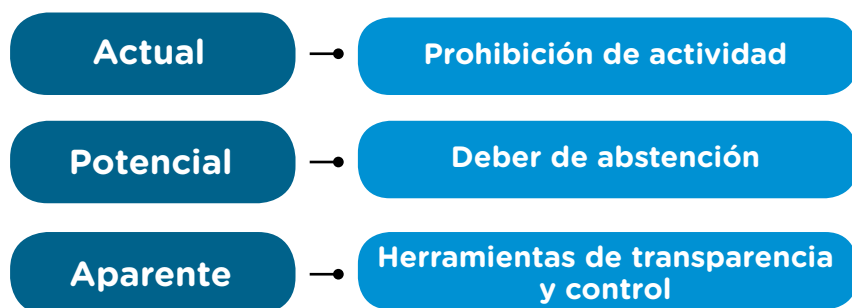 Actual
Prohibición de actividad
Potencial
Deber de abstención
Aparente
Herramientas de transparencia
y control